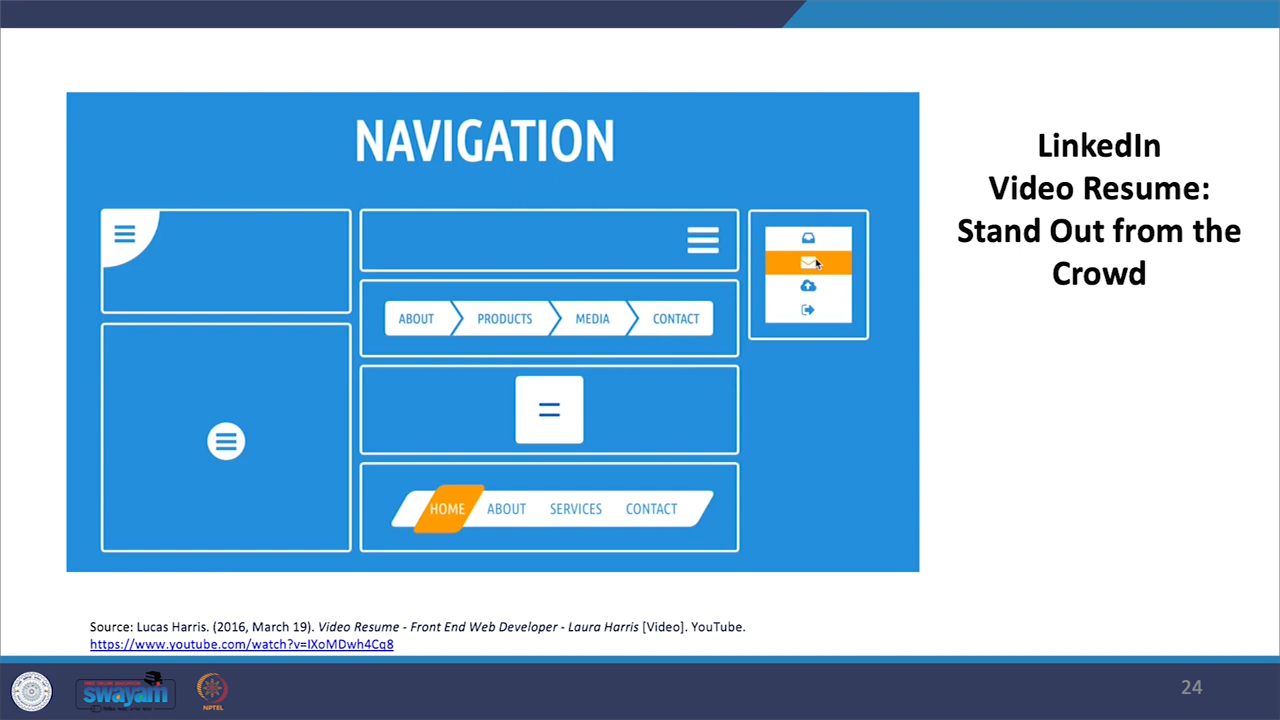 NAVIGATION
LinkedIn
Video Resume:
Stand Out from the
Crowd
ABOUT PRODUCTS MEDIA CONTACT
HOME ABOUT SERVICES CONTACT
Source: Lucas Harris. (2016, March 19). Video Resume - Front End Web Developer - Laura Harris [Video]. YouTube.
https://www.youtube.com/watch?v=IXoMDwh4Cq8
swayam
NPTEL
24